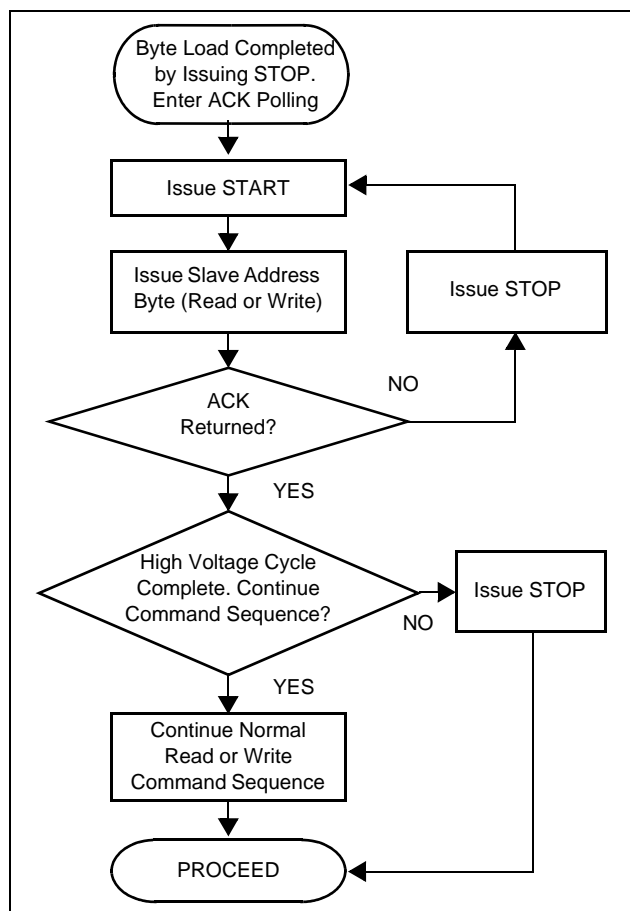 Byte Load Completed
by Issuing STOP.
Enter ACK Polling
Issue START
Issue Slave Address
Byte (Read or Write)
Issue STOP
NO
ACK
Returned?
YES
High Voltage Cycle
Complete. Continue
Command Sequence?
Issue STOP
NO
YES
Continue Normal
Read or Write
Command Sequence
PROCEED